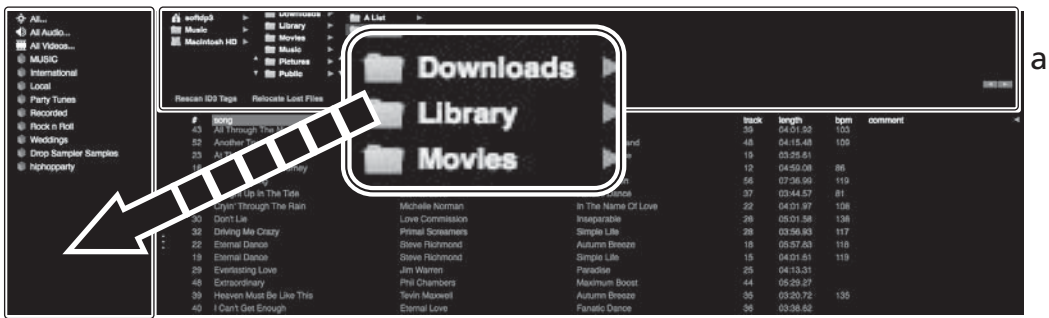 All...
All Audio...
All Videos...
MUSIC
International
Local
Party Tunes
Recorded
Rock n Roll
Weddings
Drop Sampler Samples
hiphopparty
softdp3
Music
Macintosh HD
Downloads
Library
Movies
Music
Pictures
Public
A List
Rescan ID3 Tags Relocate Lost Files
Downloads
Library
Movies
a
# song track length bpm comment
43 All Through The 39 04:01.92 103
52 Another 48 04:15.48 109
23 19 03:25.61
12 04:59.08 86
56 07:36.99 119
Up In The Tide Dance 37 03:44.57 81
Cryin' Through The Rain Michelle Norman In The Name Of Love 22 04:01.97 108
30 Don't Lie Love Commission Inseparable 28 05:01.58 136
32 Driving Me Crazy Primal Screamers Simple Life 28 03:56.93 117
22 Eternal Dance Steve Richmond Autumn Breeze 18 05:57.83 118
19 Eternal Dance Steve Richmond Simple Life 15 04:01.61 119
29 Everlasting Love Jim Warren Paradise 25 04:13.31
48 Extraordinary Phil Chambers Maximum Boost 44 05:29.27
39 Heaven Must Be Like This Tevin Maxwell Autumn Breeze 35 03:20.72 135
40 I Can't Get Enough Eternal Love Fanatic Dance 36 03:38.62